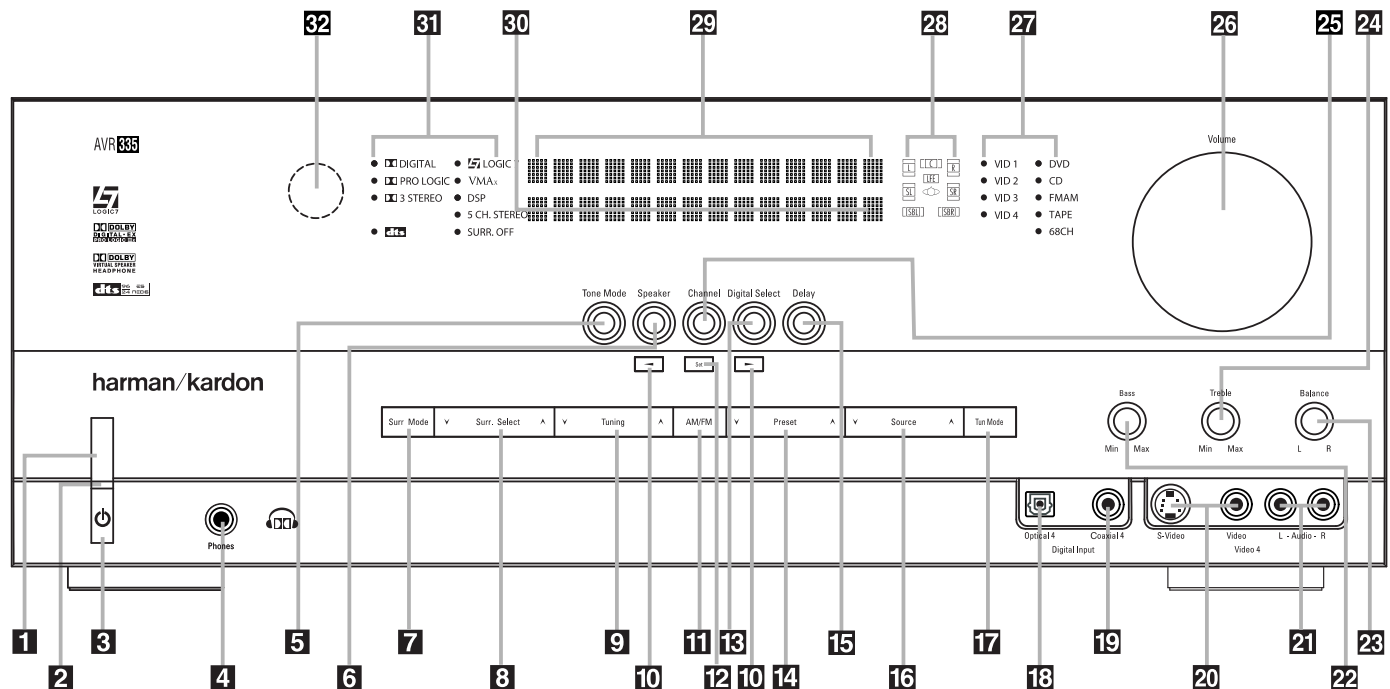 32 31 30 29 28 27 26 25 24
AVR 335
Volume
DIGITAL
LOGIC 7
PRO LOGIC
VMAx
3 STEREO
DSP
5 CH. STEREO
dts
SURR. OFF
L C R
LFE
SL SR
SBL SBR
VID 1 DVD
VID 2 CD
VID 3 FMAM
VID 4 TAPE
68CH
LOGIC7
DOLBY
DIGITAL-EX
PRO LOGIC IIx
DOLBY
VIRTUAL SPEAKER
HEADPHONE
dts 96 24 ES
Tone Mode Speaker Channel Digital Select Delay
Set
harman/kardon
Bass Treble Balance
Min Max Min Max L R
Surr Mode Surr. Select Tuning AM/FM Preset Source Tun Mode
Phones
Optical 4 Coaxial 4
Digital Input
S-Video Video L - Audio - R
Video 4
1 3 5 7 9 11 13 15 17 19 21 23
2 4 6 8 10 12 10 14 16 18 20 22